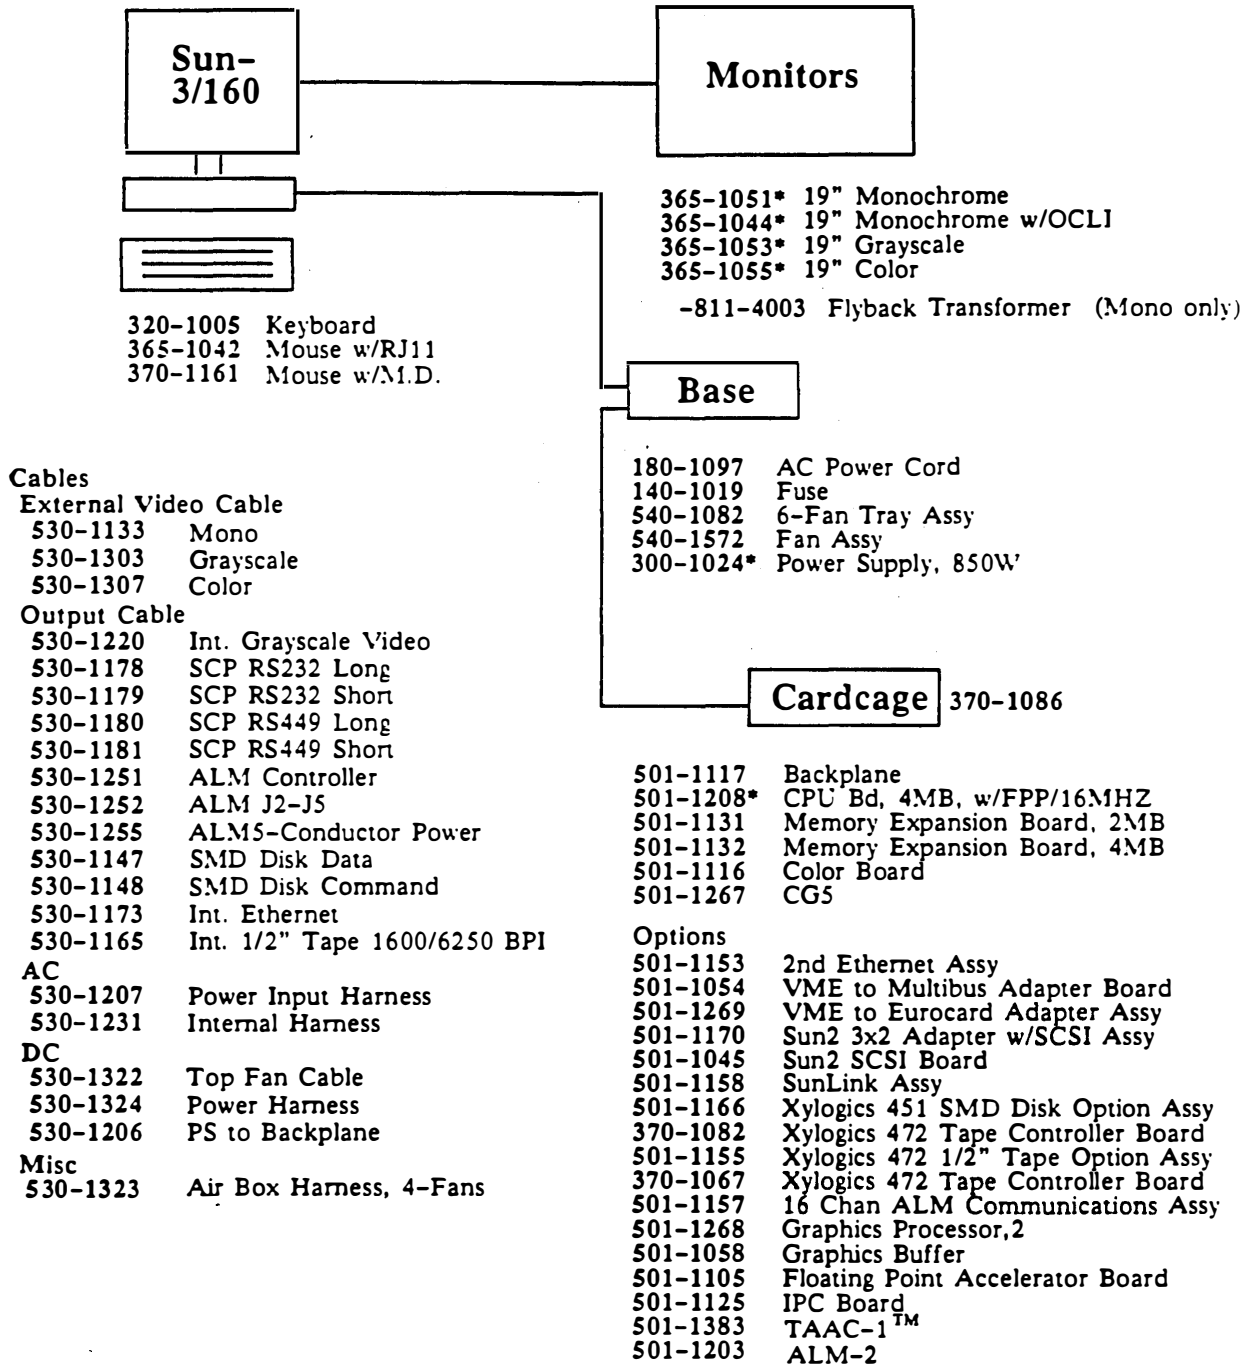 Sun-
3/160
Monitors
365-1051* 19" Monochrome
365-1044* 19" Monochrome w/OCLI
365-1053* 19" Grayscale
365-1055* 19" Color
-811-4003 Flyback Transformer (Mono only)
320-1005 Keyboard
365-1042 Mouse w/RJ11
370-1161 Mouse w/M.D.
Base
180-1097 AC Power Cord
140-1019 Fuse
540-1082 6-Fan Tray Assy
540-1572 Fan Assy
300-1024* Power Supply, 850W
Cables
External Video Cable
530-1133 Mono
530-1303 Grayscale
530-1307 Color
Output Cable
530-1220 Int. Grayscale Video
530-1178 SCP RS232 Long
530-1179 SCP RS232 Short
530-1180 SCP RS449 Long
530-1181 SCP RS449 Short
530-1251 ALM Controller
530-1252 ALM J2-J5
530-1255 ALM5-Conductor Power
530-1147 SMD Disk Data
530-1148 SMD Disk Command
530-1173 Int. Ethernet
530-1165 Int. 1/2" Tape 1600/6250 BPI
AC
530-1207 Power Input Harness
530-1231 Internal Harness
DC
530-1322 Top Fan Cable
530-1324 Power Harness
530-1206 PS to Backplane
Misc
530-1323 Air Box Harness, 4-Fans
Cardcage 370-1086
501-1117 Backplane
501-1208* CPU Bd, 4MB, w/FPP/16MHZ
501-1131 Memory Expansion Board, 2MB
501-1132 Memory Expansion Board, 4MB
501-1116 Color Board
501-1267 CG5
Options
501-1153 2nd Ethernet Assy
501-1054 VME to Multibus Adapter Board
501-1269 VME to Eurocard Adapter Assy
501-1170 Sun2 3x2 Adapter w/SCSI Assy
501-1045 Sun2 SCSI Board
501-1158 SunLink Assy
501-1166 Xylogics 451 SMD Disk Option Assy
370-1082 Xylogics 472 Tape Controller Board
501-1155 Xylogics 472 1/2" Tape Option Assy
370-1067 Xylogics 472 Tape Controller Board
501-1157 16 Chan ALM Communications Assy
501-1268 Graphics Processor,2
501-1058 Graphics Buffer
501-1105 Floating Point Accelerator Board
501-1125 IPC Board
501-1383 TAAC-1™
501-1203 ALM-2